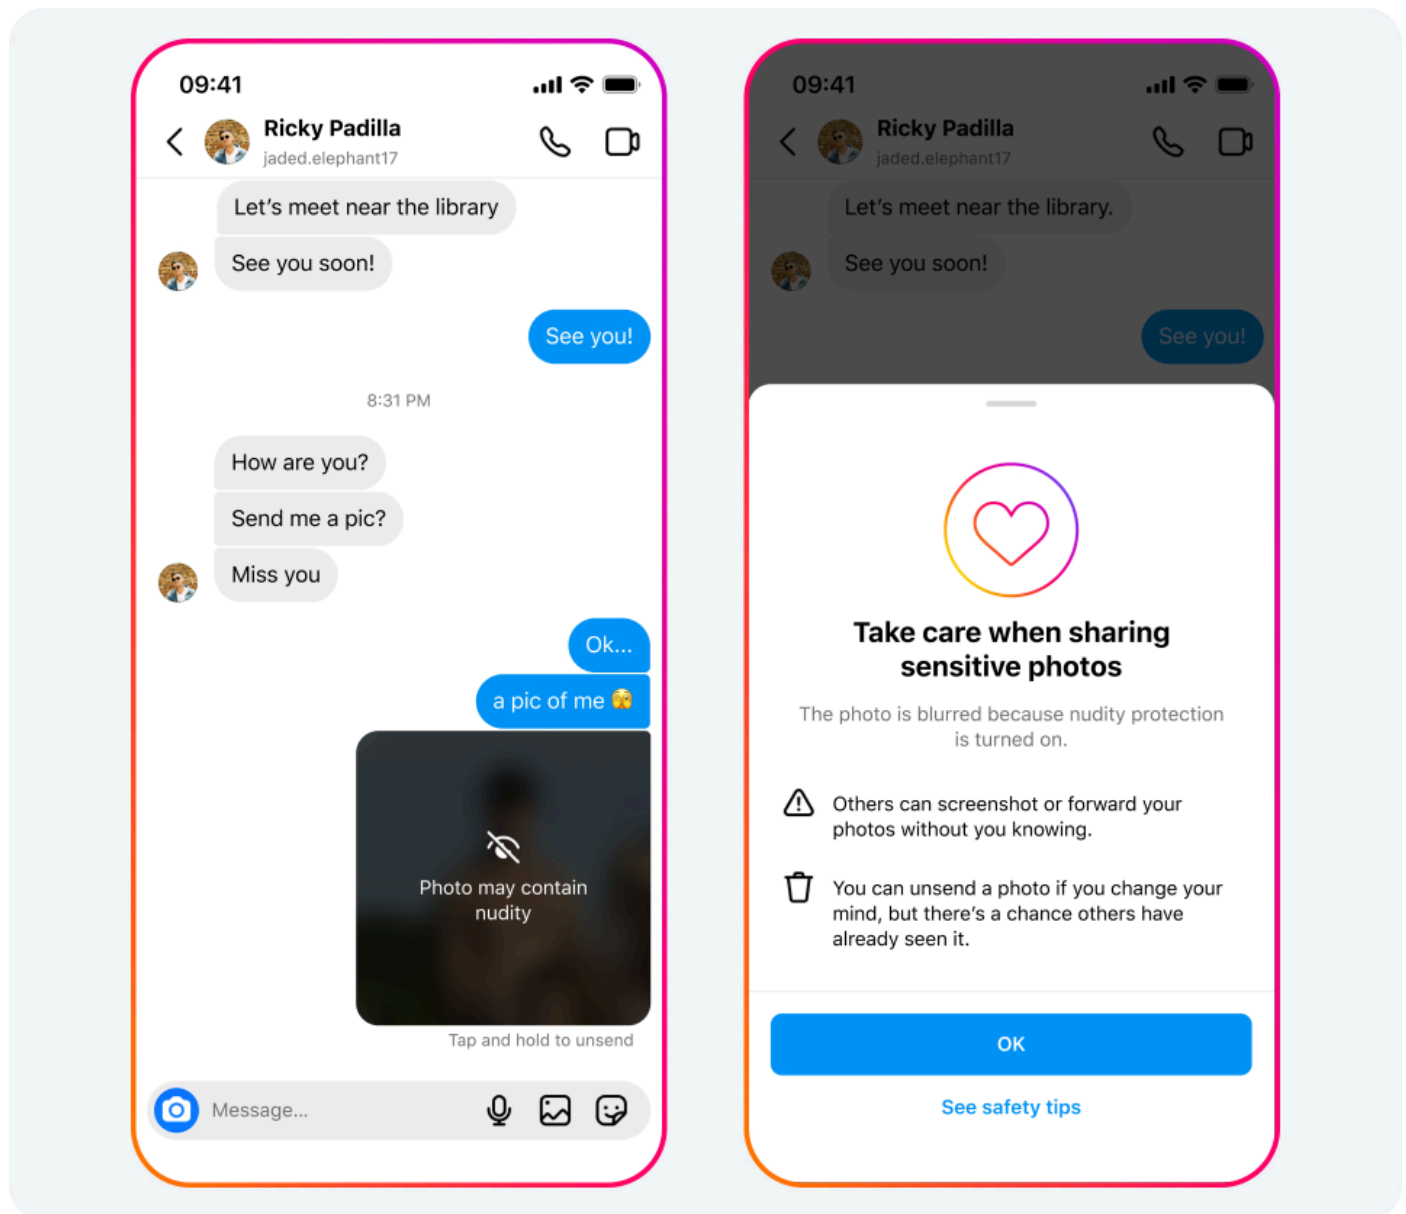 09:41
Ricky Padilla
jaded.elephant17
Let’s meet near the library
See you soon!
See you!
8:31 PM
How are you?
Send me a pic?
Miss you
Ok...
a pic of me 🫣
Photo may contain
nudity
Tap and hold to unsend
Message...
09:41
Ricky Padilla
jaded.elephant17
Let’s meet near the library.
See you soon!
See you!
Take care when sharing
sensitive photos
The photo is blurred because nudity protection
is turned on.
Others can screenshot or forward your
photos without you knowing.
You can unsend a photo if you change your
mind, but there’s a chance others have
already seen it.
OK
See safety tips